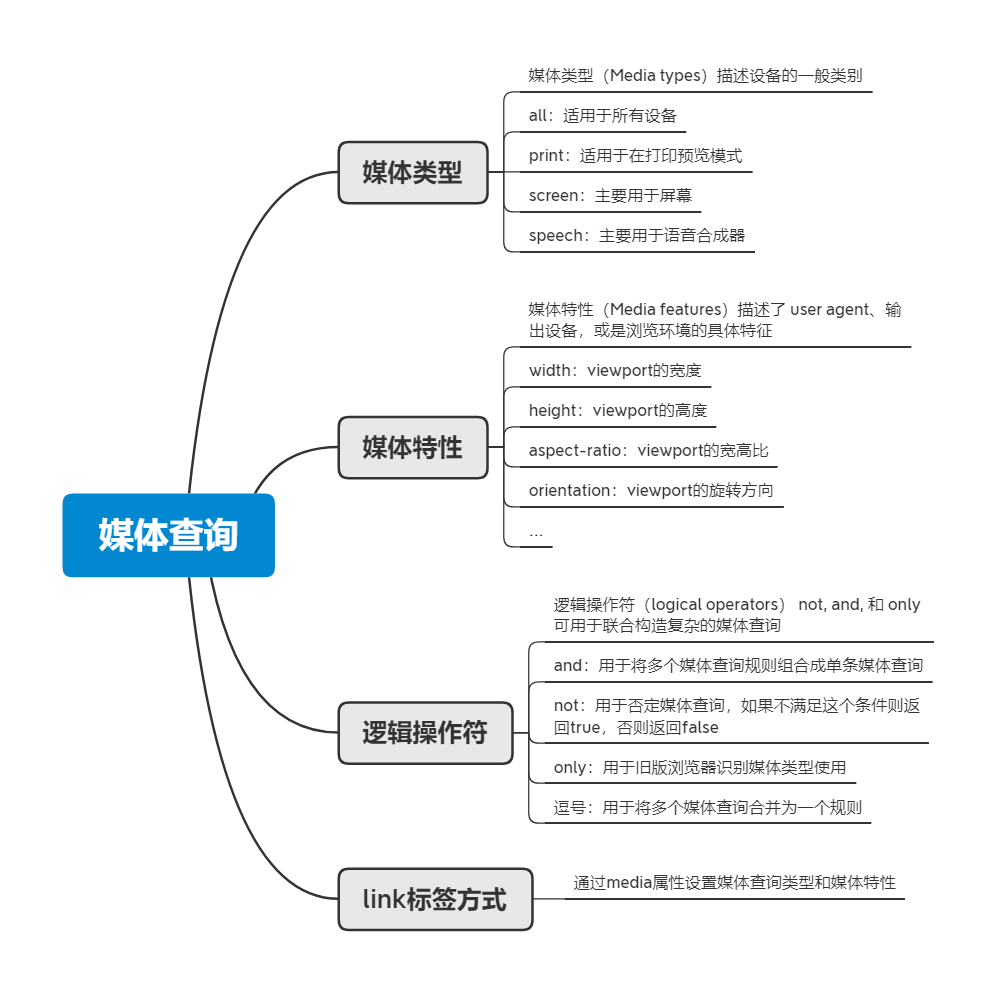 媒体查询
媒体类型
媒体类型（Media types）描述设备的一般类别
all：适用于所有设备
print：适用于在打印预览模式
screen：主要用于屏幕
speech：主要用于语音合成器
媒体特性
媒体特性（Media features）描述了 user agent、输
出设备，或是浏览环境的具体特征
width：viewport的宽度
height：viewport的高度
aspect-ratio：viewport的宽高比
orientation：viewport的旋转方向
...
逻辑操作符
逻辑操作符（logical operators） not, and, 和 only
可用于联合构造复杂的媒体查询
and：用于将多个媒体查询规则组合成单条媒体查询
not：用于否定媒体查询，如果不满足这个条件则返
回true，否则返回false
only：用于旧版浏览器识别媒体类型使用
逗号：用于将多个媒体查询合并为一个规则
link标签方式
通过media属性设置媒体查询类型和媒体特性